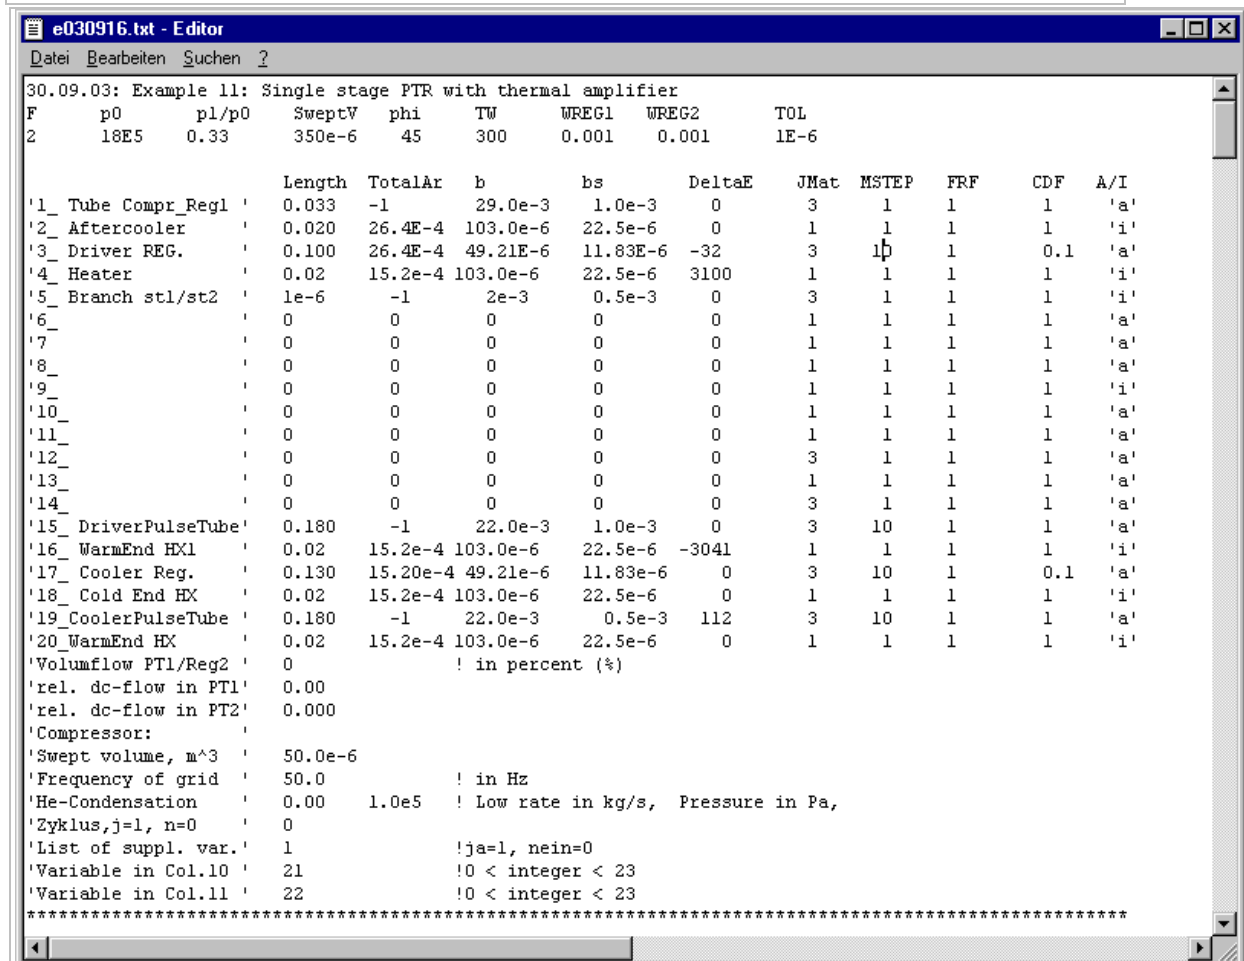 e030916.txt - Editor
Datei Bearbeiten Suchen ?
30.09.03: Example 11: Single stage PTR with thermal amplifier
F p0 p1/p0 SweptV phi TW WREG1 WREG2 TOL
2 18E5 0.33 350e-6 45 300 0.001 0.001 1E-6
Length TotalAr b bs DeltaE JMat MSTEP FRF CDF A/I
'1_ Tube Compr_Reg1 ' 0.033 -1 29.0e-3 1.0e-3 0 3 1 1 1 'a'
'2_ Aftercooler ' 0.020 26.4E-4 103.0e-6 22.5e-6 0 1 1 1 1 'i'
'3_ Driver REG. ' 0.100 26.4E-4 49.21E-6 11.83E-6 -32 3 10 1 0.1 'a'
'4_ Heater ' 0.02 15.2e-4 103.0e-6 22.5e-6 3100 1 1 1 1 'i'
'5_ Branch st1/st2 ' 1e-6 -1 2e-3 0.5e-3 0 3 1 1 1 'i'
'6_ ' 0 0 0 0 0 1 1 1 1 'a'
'7 ' 0 0 0 0 0 1 1 1 1 'a'
'8_ ' 0 0 0 0 0 1 1 1 1 'a'
'9_ ' 0 0 0 0 0 1 1 1 1 'i'
'10_ ' 0 0 0 0 0 1 1 1 1 'a'
'11_ ' 0 0 0 0 0 1 1 1 1 'a'
'12_ ' 0 0 0 0 0 3 1 1 1 'a'
'13_ ' 0 0 0 0 0 1 1 1 1 'a'
'14_ ' 0 0 0 0 0 3 1 1 1 'a'
'15_ DriverPulseTube' 0.180 -1 22.0e-3 1.0e-3 0 3 10 1 1 'a'
'16_ WarmEnd HX1 ' 0.02 15.2e-4 103.0e-6 22.5e-6 -3041 1 1 1 1 'i'
'17_ Cooler Reg. ' 0.130 15.20e-4 49.21e-6 11.83e-6 0 3 10 1 0.1 'a'
'18_ Cold End HX ' 0.02 15.2e-4 103.0e-6 22.5e-6 0 1 1 1 1 'i'
'19_CoolerPulseTube ' 0.180 -1 22.0e-3 0.5e-3 112 3 10 1 1 'a'
'20_WarmEnd HX ' 0.02 15.2e-4 103.0e-6 22.5e-6 0 1 1 1 1 'i'
'Volumflow PT1/Reg2 ' 0 ! in percent (%)
'rel. dc-flow in PT1' 0.00
'rel. dc-flow in PT2' 0.000
'Compressor: '
'Swept volume, m^3 ' 50.0e-6
'Frequency of grid ' 50.0 ! in Hz
'He-Condensation ' 0.00 1.0e5 ! Low rate in kg/s, Pressure in Pa,
'Zyklus,j=1, n=0 ' 0
'List of suppl. var.' 1 !ja=1, nein=0
'Variable in Col.10 ' 21 !0 < integer < 23
'Variable in Col.11 ' 22 !0 < integer < 23
*********************************************************************************************************